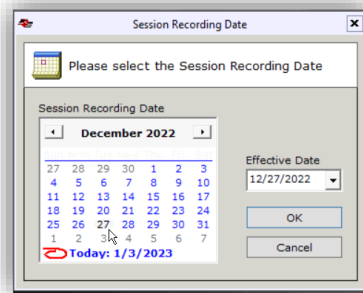 Session Recording Date
Please select the Session Recording Date
Session Recording Date
December 2022
27 28 29 30 1 2 3
4 5 6 7 8 9 10
11 12 13 14 15 16 17
18 19 20 21 22 23 24
25 26 27 28 29 30 31
1 2 3 4 5 6 7
Today: 1/3/2023
Effective Date
12/27/2022
OK
Cancel